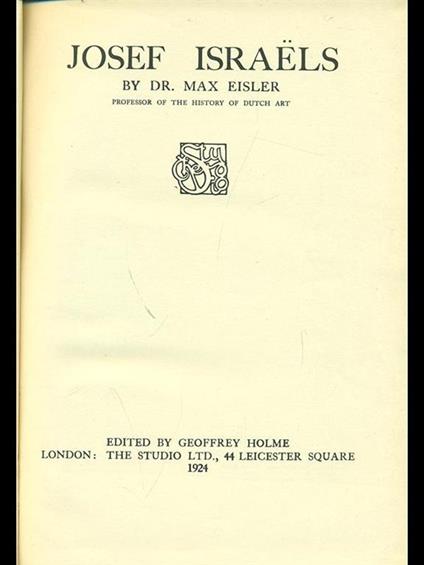 JOSEF ISRAËLS
BY DR. MAX EISLER
PROFESSOR OF THE HISTORY OF DUTCH ART
EDITED BY GEOFFREY HOLME
LONDON: THE STUDIO LTD., 44 LEICESTER SQUARE
1924